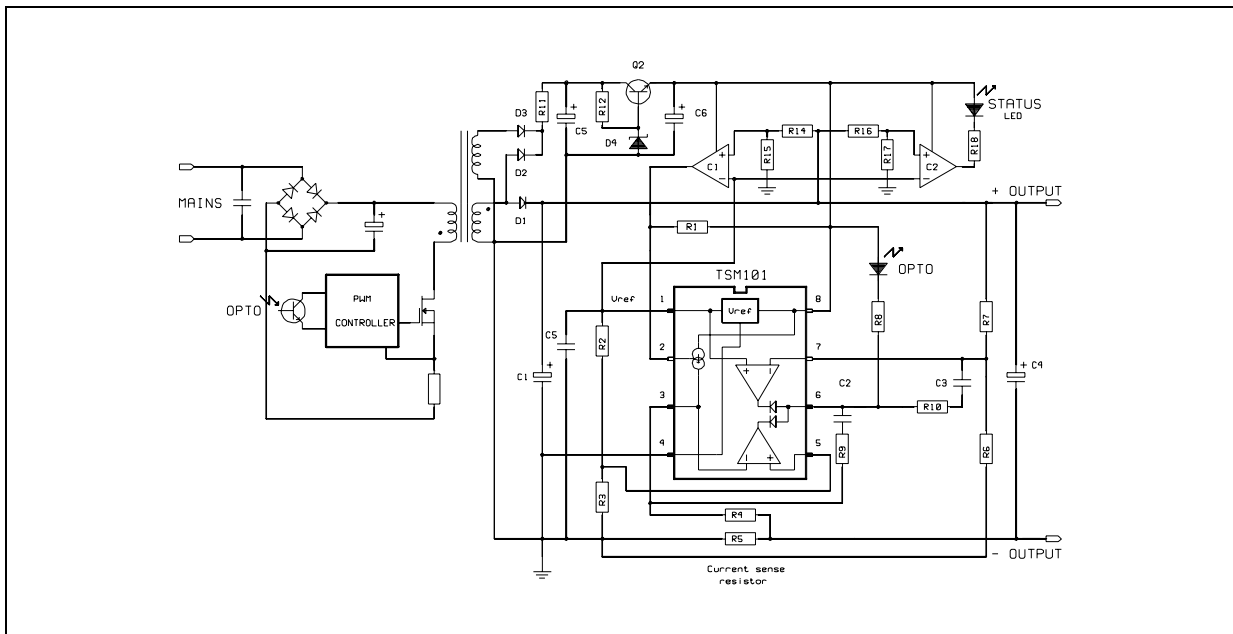 Q2
R11
+
C5
R12
+
C6
D3
D4
D2
STATUS
LED
R18
R14
R16
R15
R17
+
-
C1
+
-
C2
MAINS
+
D1
+ OUTPUT
R1
OPTO
TSM101
OPTO
PWM
CONTROLLER
Vref
1
Vref
8
R8
R7
C5
R2
2
7
+
-
C1
+
3
C2
6
C3
R10
C4
+
4
5
R9
R6
-
+
R3
R4
R5
- OUTPUT
Current sense
resistor